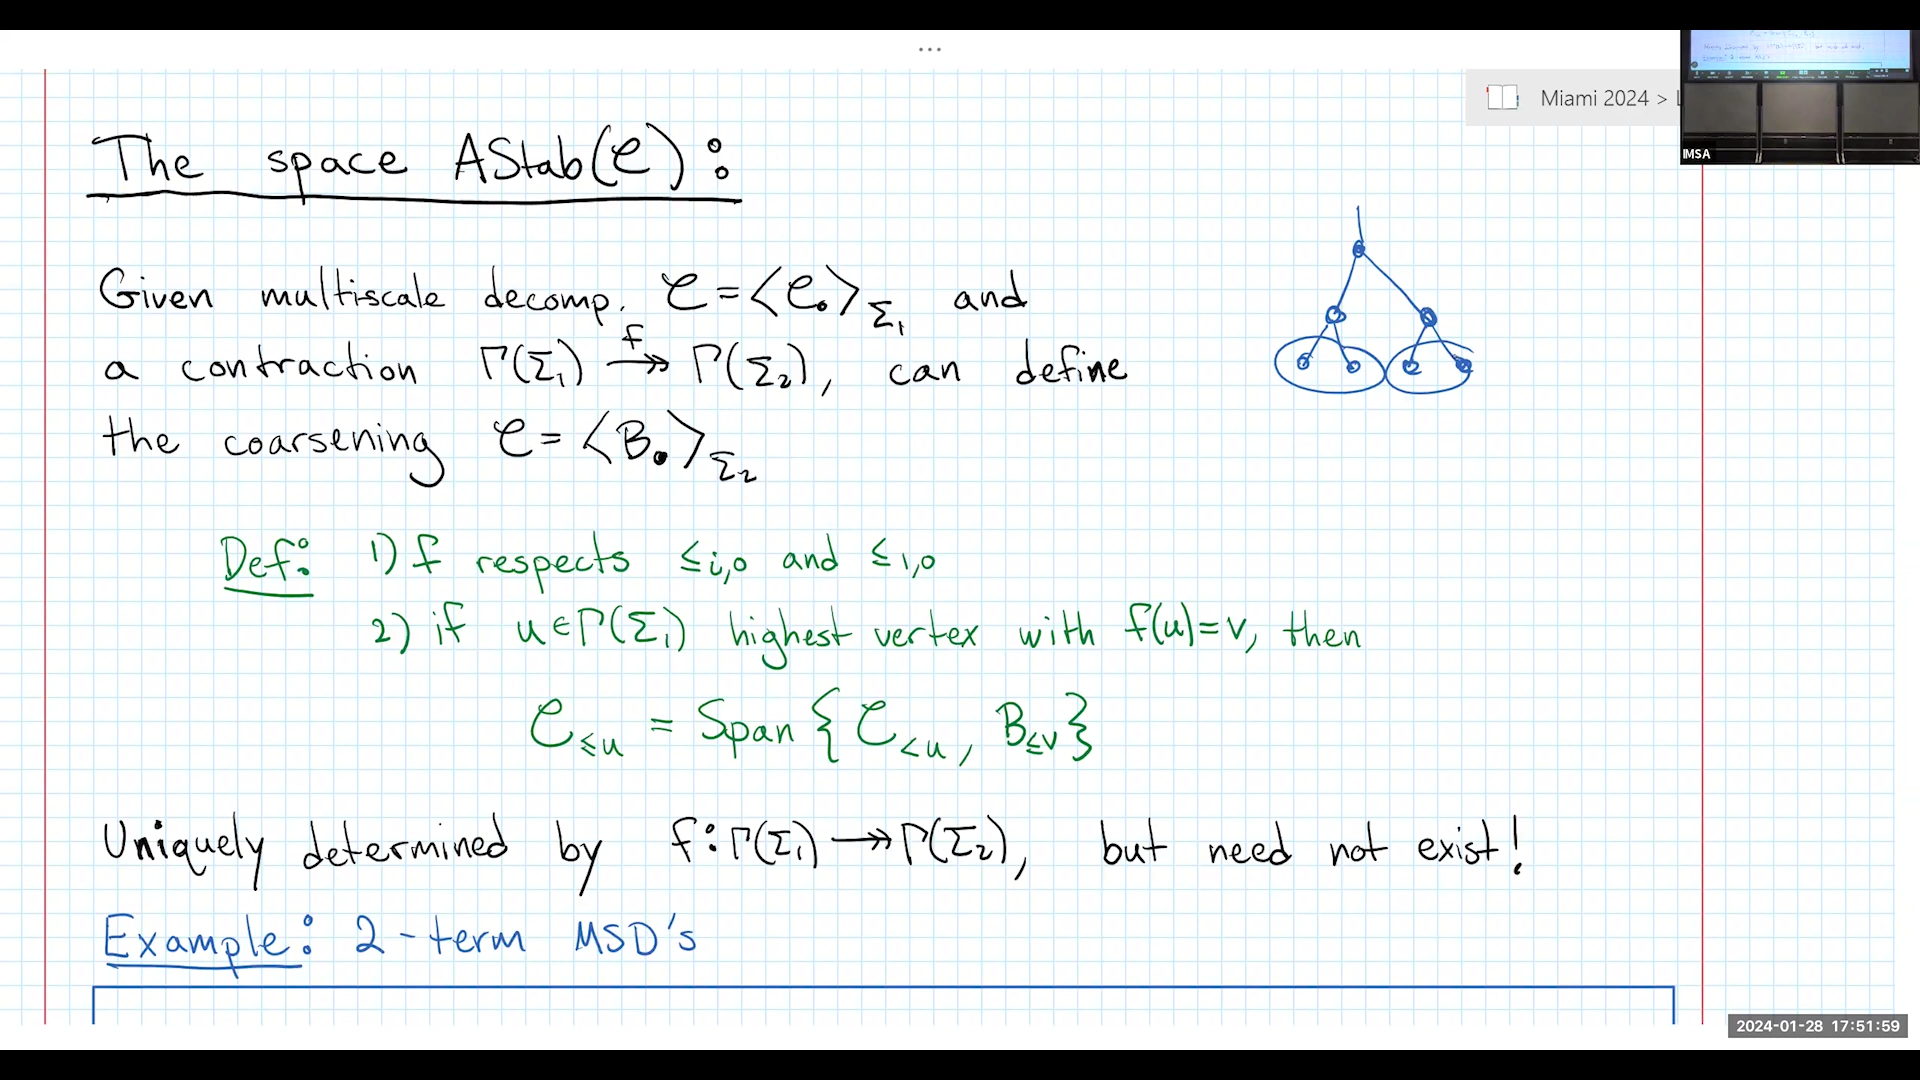 Miami 2024 >
IMSA
The space AStab(𝒞):
Given multiscale decomp. 𝒞 = ⟨𝒞•⟩_Σ₁ and
a contraction Γ(Σ₁) ↠^f Γ(Σ₂), can define
the coarsening 𝒞 = ⟨B•⟩_Σ₂
Def: 1) f respects ≤i,∞ and ≤1,∞
2) if u ∈ Γ(Σ₁) highest vertex with f(u) = v, then
𝒞≤u = Span { 𝒞<u, B≤v }
Uniquely determined by f: Γ(Σ₁) ↠ Γ(Σ₂), but need not exist!
Example: 2-term MSD's
2024-01-28 17:51:59